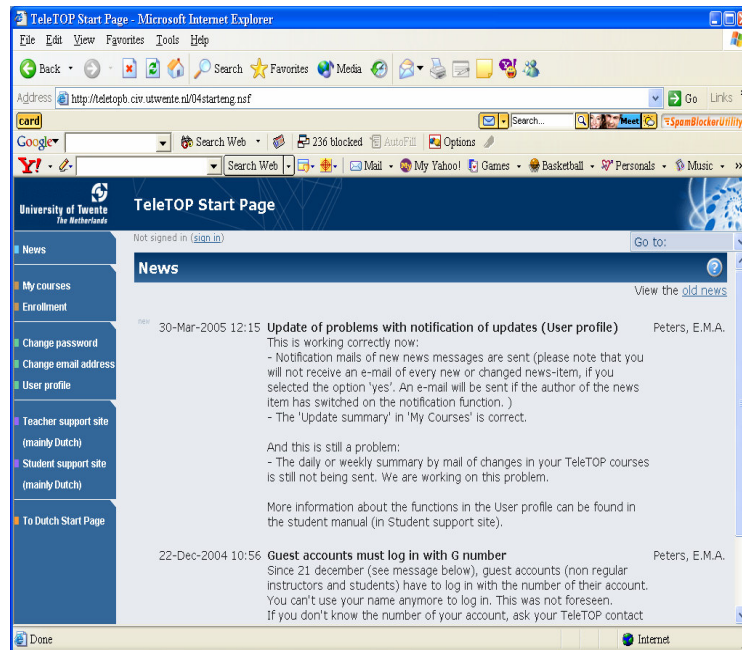 TeleTOP Start Page - Microsoft Internet Explorer
File Edit View Favorites Tools Help
Back Search Favorites Media
Address http://teletopb.civ.utwente.nl/04starteng.nsf Go Links
card Search... Meet SpamBlockerUtility
Google Search Web 236 blocked AutoFill Options
Y! Search Web Mail My Yahoo! Games Basketball Personals Music »
University of Twente
The Netherlands
TeleTOP Start Page
Not signed in (sign in)
Go to:
News
My courses
Enrollment
Change password
Change email address
User profile
Teacher support site
(mainly Dutch)
Student support site
(mainly Dutch)
To Dutch Start Page
News
View the old news
new 30-Mar-2005 12:15 Update of problems with notification of updates (User profile) Peters, E.M.A.
This is working correctly now:
- Notification mails of new news messages are sent (please note that you
will not receive an e-mail of every new or changed news-item, if you
selected the option 'yes'. An e-mail will be sent if the author of the news
item has switched on the notification function. )
- The 'Update summary' in 'My Courses' is correct.
And this is still a problem:
- The daily or weekly summary by mail of changes in your TeleTOP courses
is still not being sent. We are working on this problem.
More information about the functions in the User profile can be found in
the student manual (in Student support site).
22-Dec-2004 10:56 Guest accounts must log in with G number Peters, E.M.A.
Since 21 december (see message below), guest accounts (non regular
instructors and students) have to log in with the number of their account.
You can't use your name anymore to log in. This was not foreseen.
If you don't know the number of your account, ask your TeleTOP contact
Done Internet